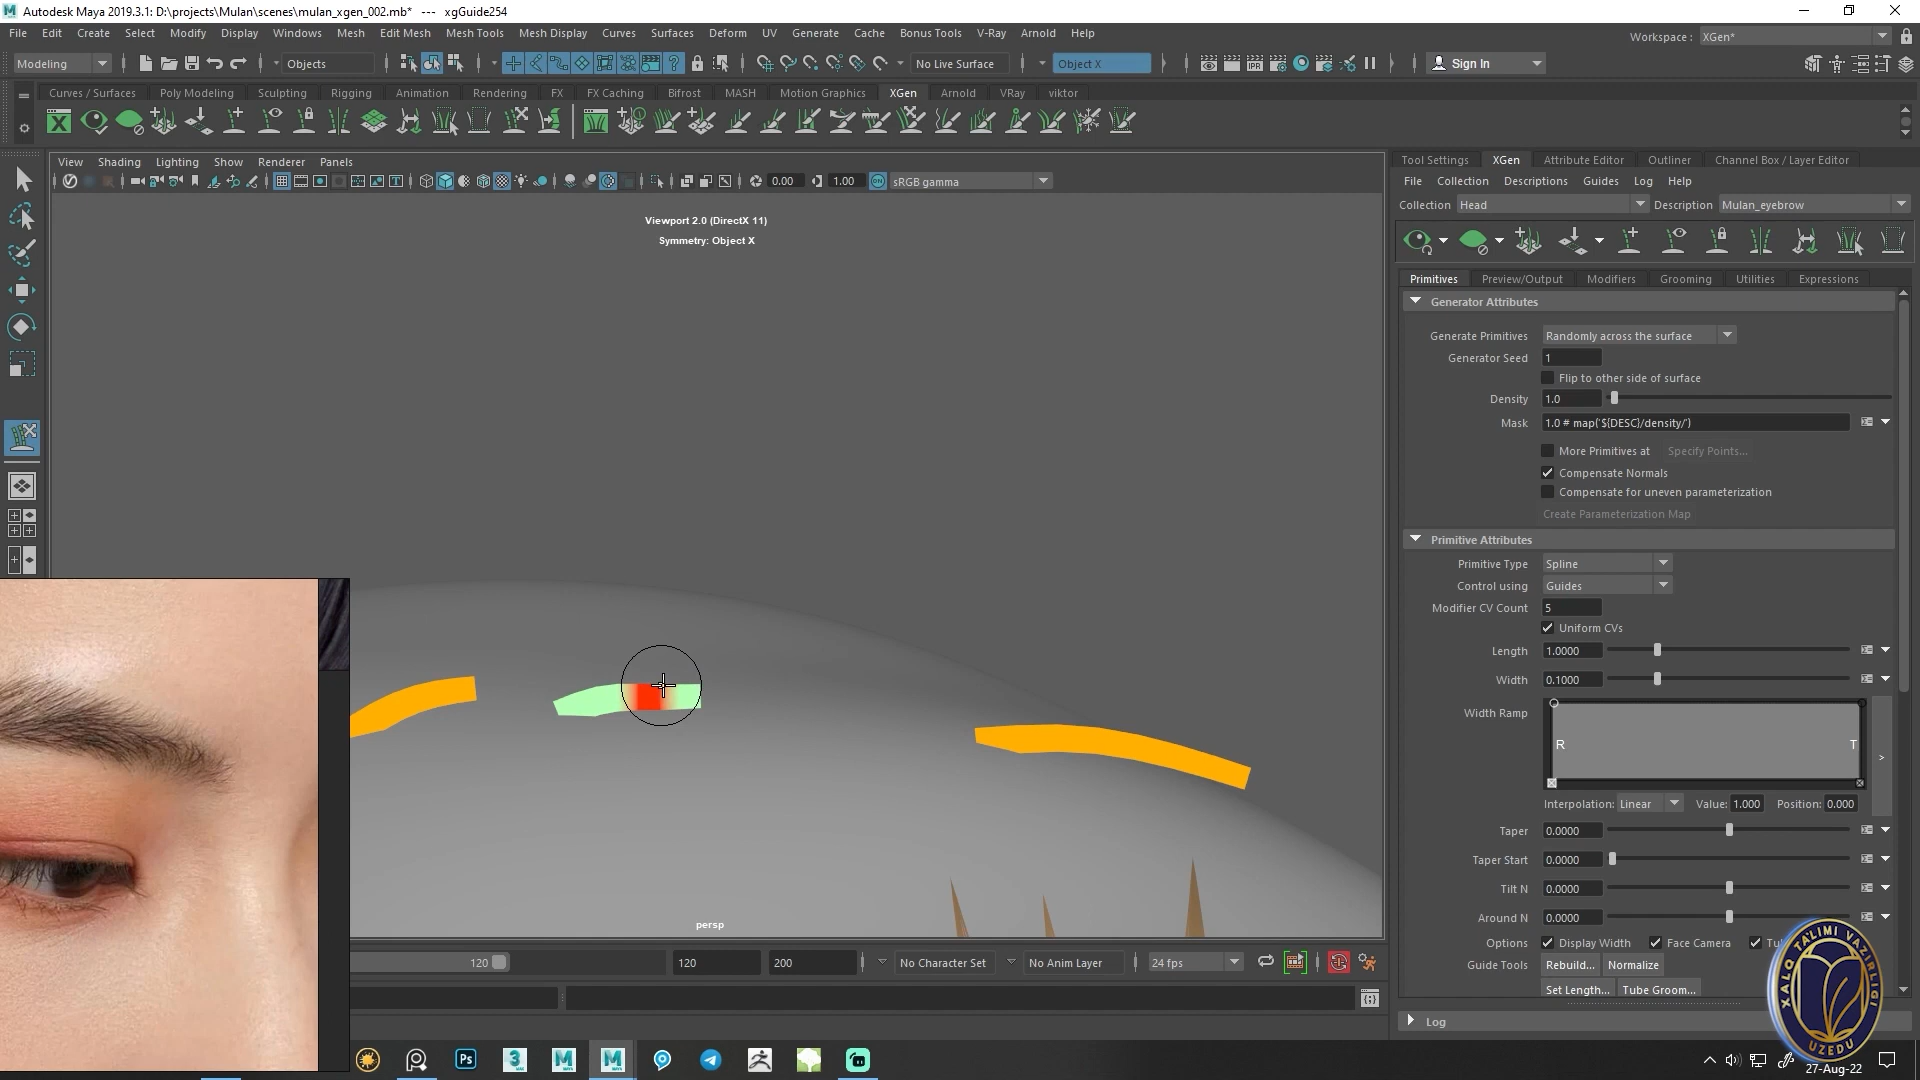 Autodesk Maya 2019.3.1: D:\projects\Mulan\scenes\mulan_xgen_002.mb*   ---   xgGuide254
File Edit Create Select Modify Display Windows Mesh Edit Mesh Mesh Tools Mesh Display Curves Surfaces Deform UV Generate Cache Bonus Tools V-Ray Arnold Help
Workspace : XGen*
Modeling Objects No Live Surface Object X Sign In
Curves / Surfaces Poly Modeling Sculpting Rigging Animation Rendering FX FX Caching Bifrost MASH Motion Graphics XGen Arnold VRay viktor
View Shading Lighting Show Renderer Panels
0.00 1.00 sRGB gamma
Viewport 2.0 (DirectX 11)
Symmetry: Object X
persp
Tool Settings XGen Attribute Editor Outliner Channel Box / Layer Editor
File Collection Descriptions Guides Log Help
Collection Head Description Mulan_eyebrow
Primitives Preview/Output Modifiers Grooming Utilities Expressions
Generator Attributes
Generate Primitives Randomly across the surface
Generator Seed 1
Flip to other side of surface
Density 1.0
Mask 1.0 # map('${DESC}/density/')
More Primitives at Specify Points...
Compensate Normals
Compensate for uneven parameterization
Create Parameterization Map
Primitive Attributes
Primitive Type Spline
Control using Guides
Modifier CV Count 5
Uniform CVs
Length 1.0000
Width 0.1000
Width Ramp
R T
>
Interpolation: Linear Value: 1.000 Position: 0.000
Taper 0.0000
Taper Start 0.0000
Tilt N 0.0000
Around N 0.0000
Options Display Width Face Camera
Guide Tools Rebuild... Normalize
Set Length... Tube Groom...
Log
120 120 200 No Character Set No Anim Layer 24 fps
XALQ TA'LIMI VAZIRLIGI
UZEDU
Ps
27-Aug-22